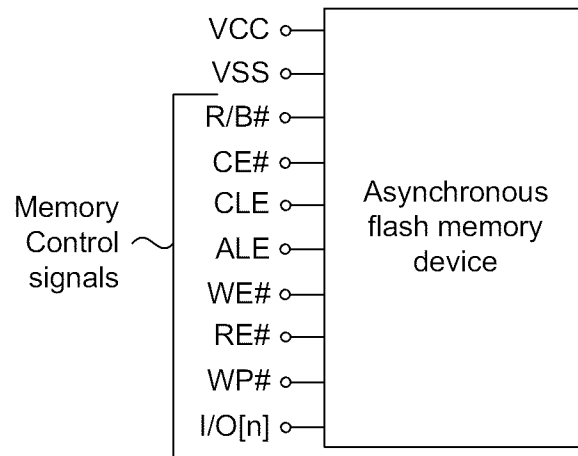 VCC
VSS
R/B#
CE#
CLE
ALE
WE#
RE#
WP#
I/O[n]
Memory
Control
signals
Asynchronous
flash memory
device